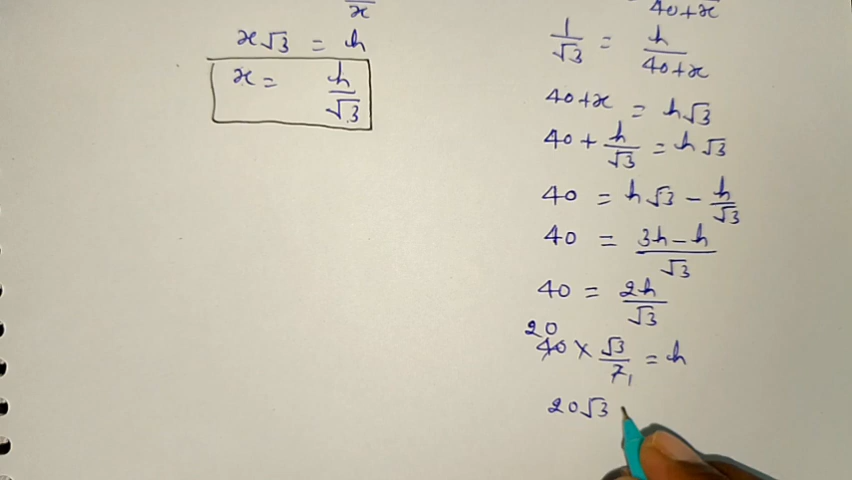 x
x√3 = h
x = h/√3
40+x
1/√3 = h/(40+x)
40+x = h√3
40 + h/√3 = h√3
40 = h√3 - h/√3
40 = (3h-h)/√3
40 = 2h/√3
20
40 × √3/2 1 = h
20√3